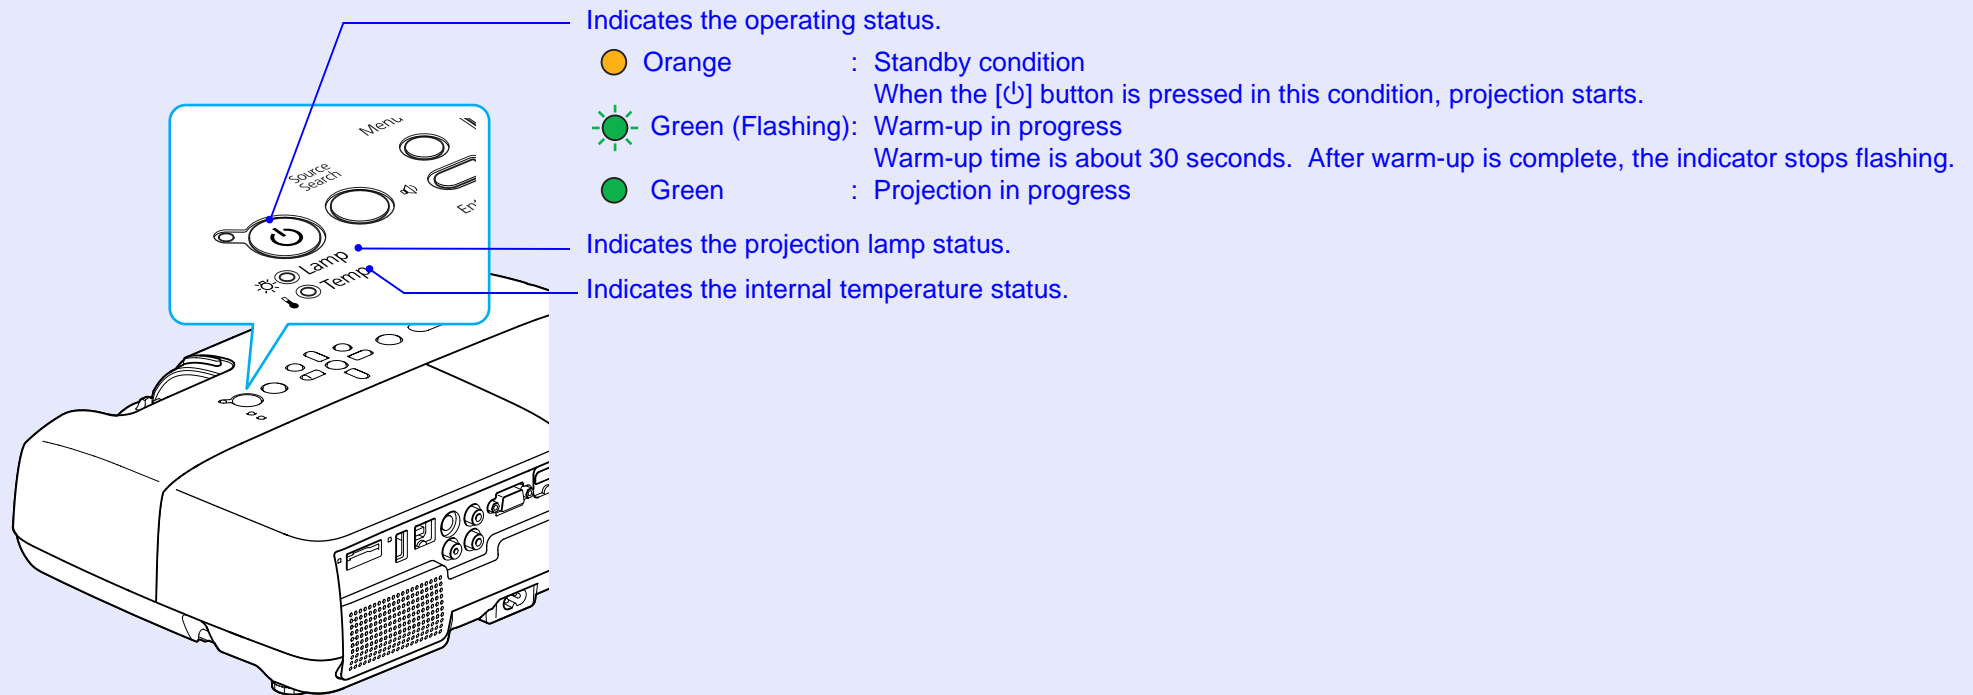 Indicates the operating status.
Orange : Standby condition
When the [⏻] button is pressed in this condition, projection starts.
Green (Flashing): Warm-up in progress
Warm-up time is about 30 seconds. After warm-up is complete, the indicator stops flashing.
Green : Projection in progress
Indicates the projection lamp status.
Indicates the internal temperature status.
Menu
Source
Search
Lamp
Temp